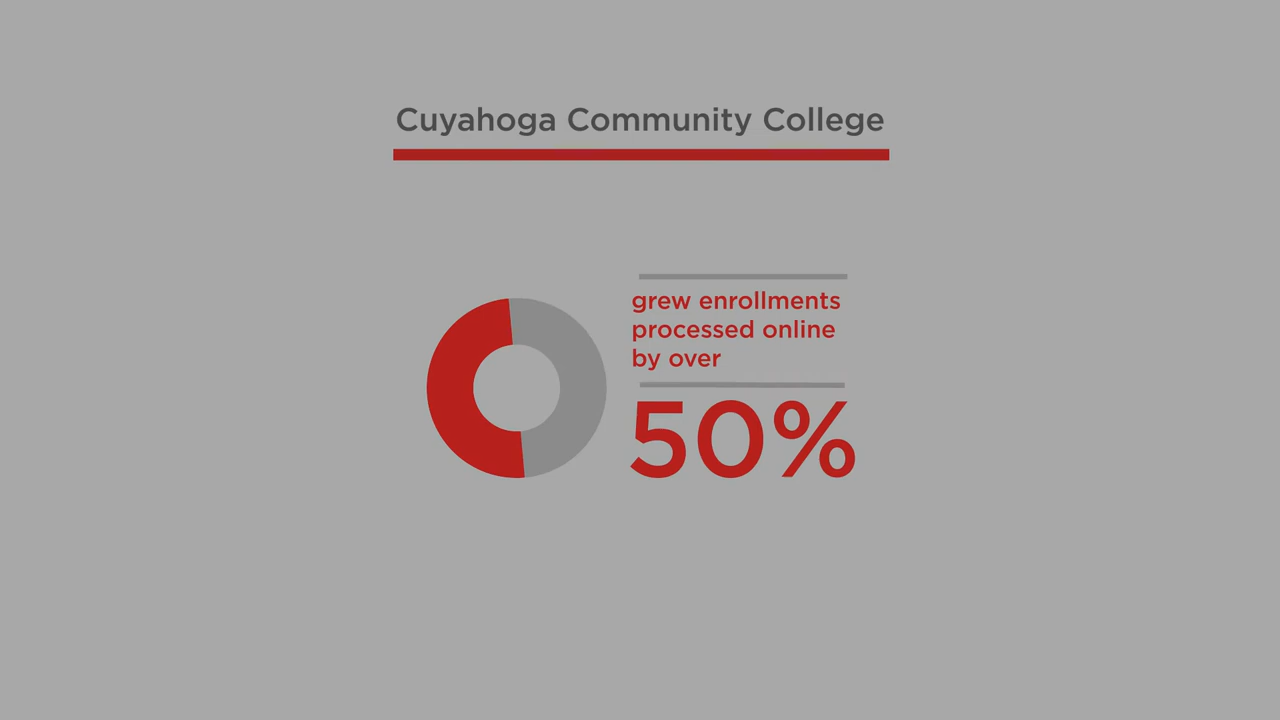 Cuyahoga Community College
grew enrollments
processed online
by over
50%